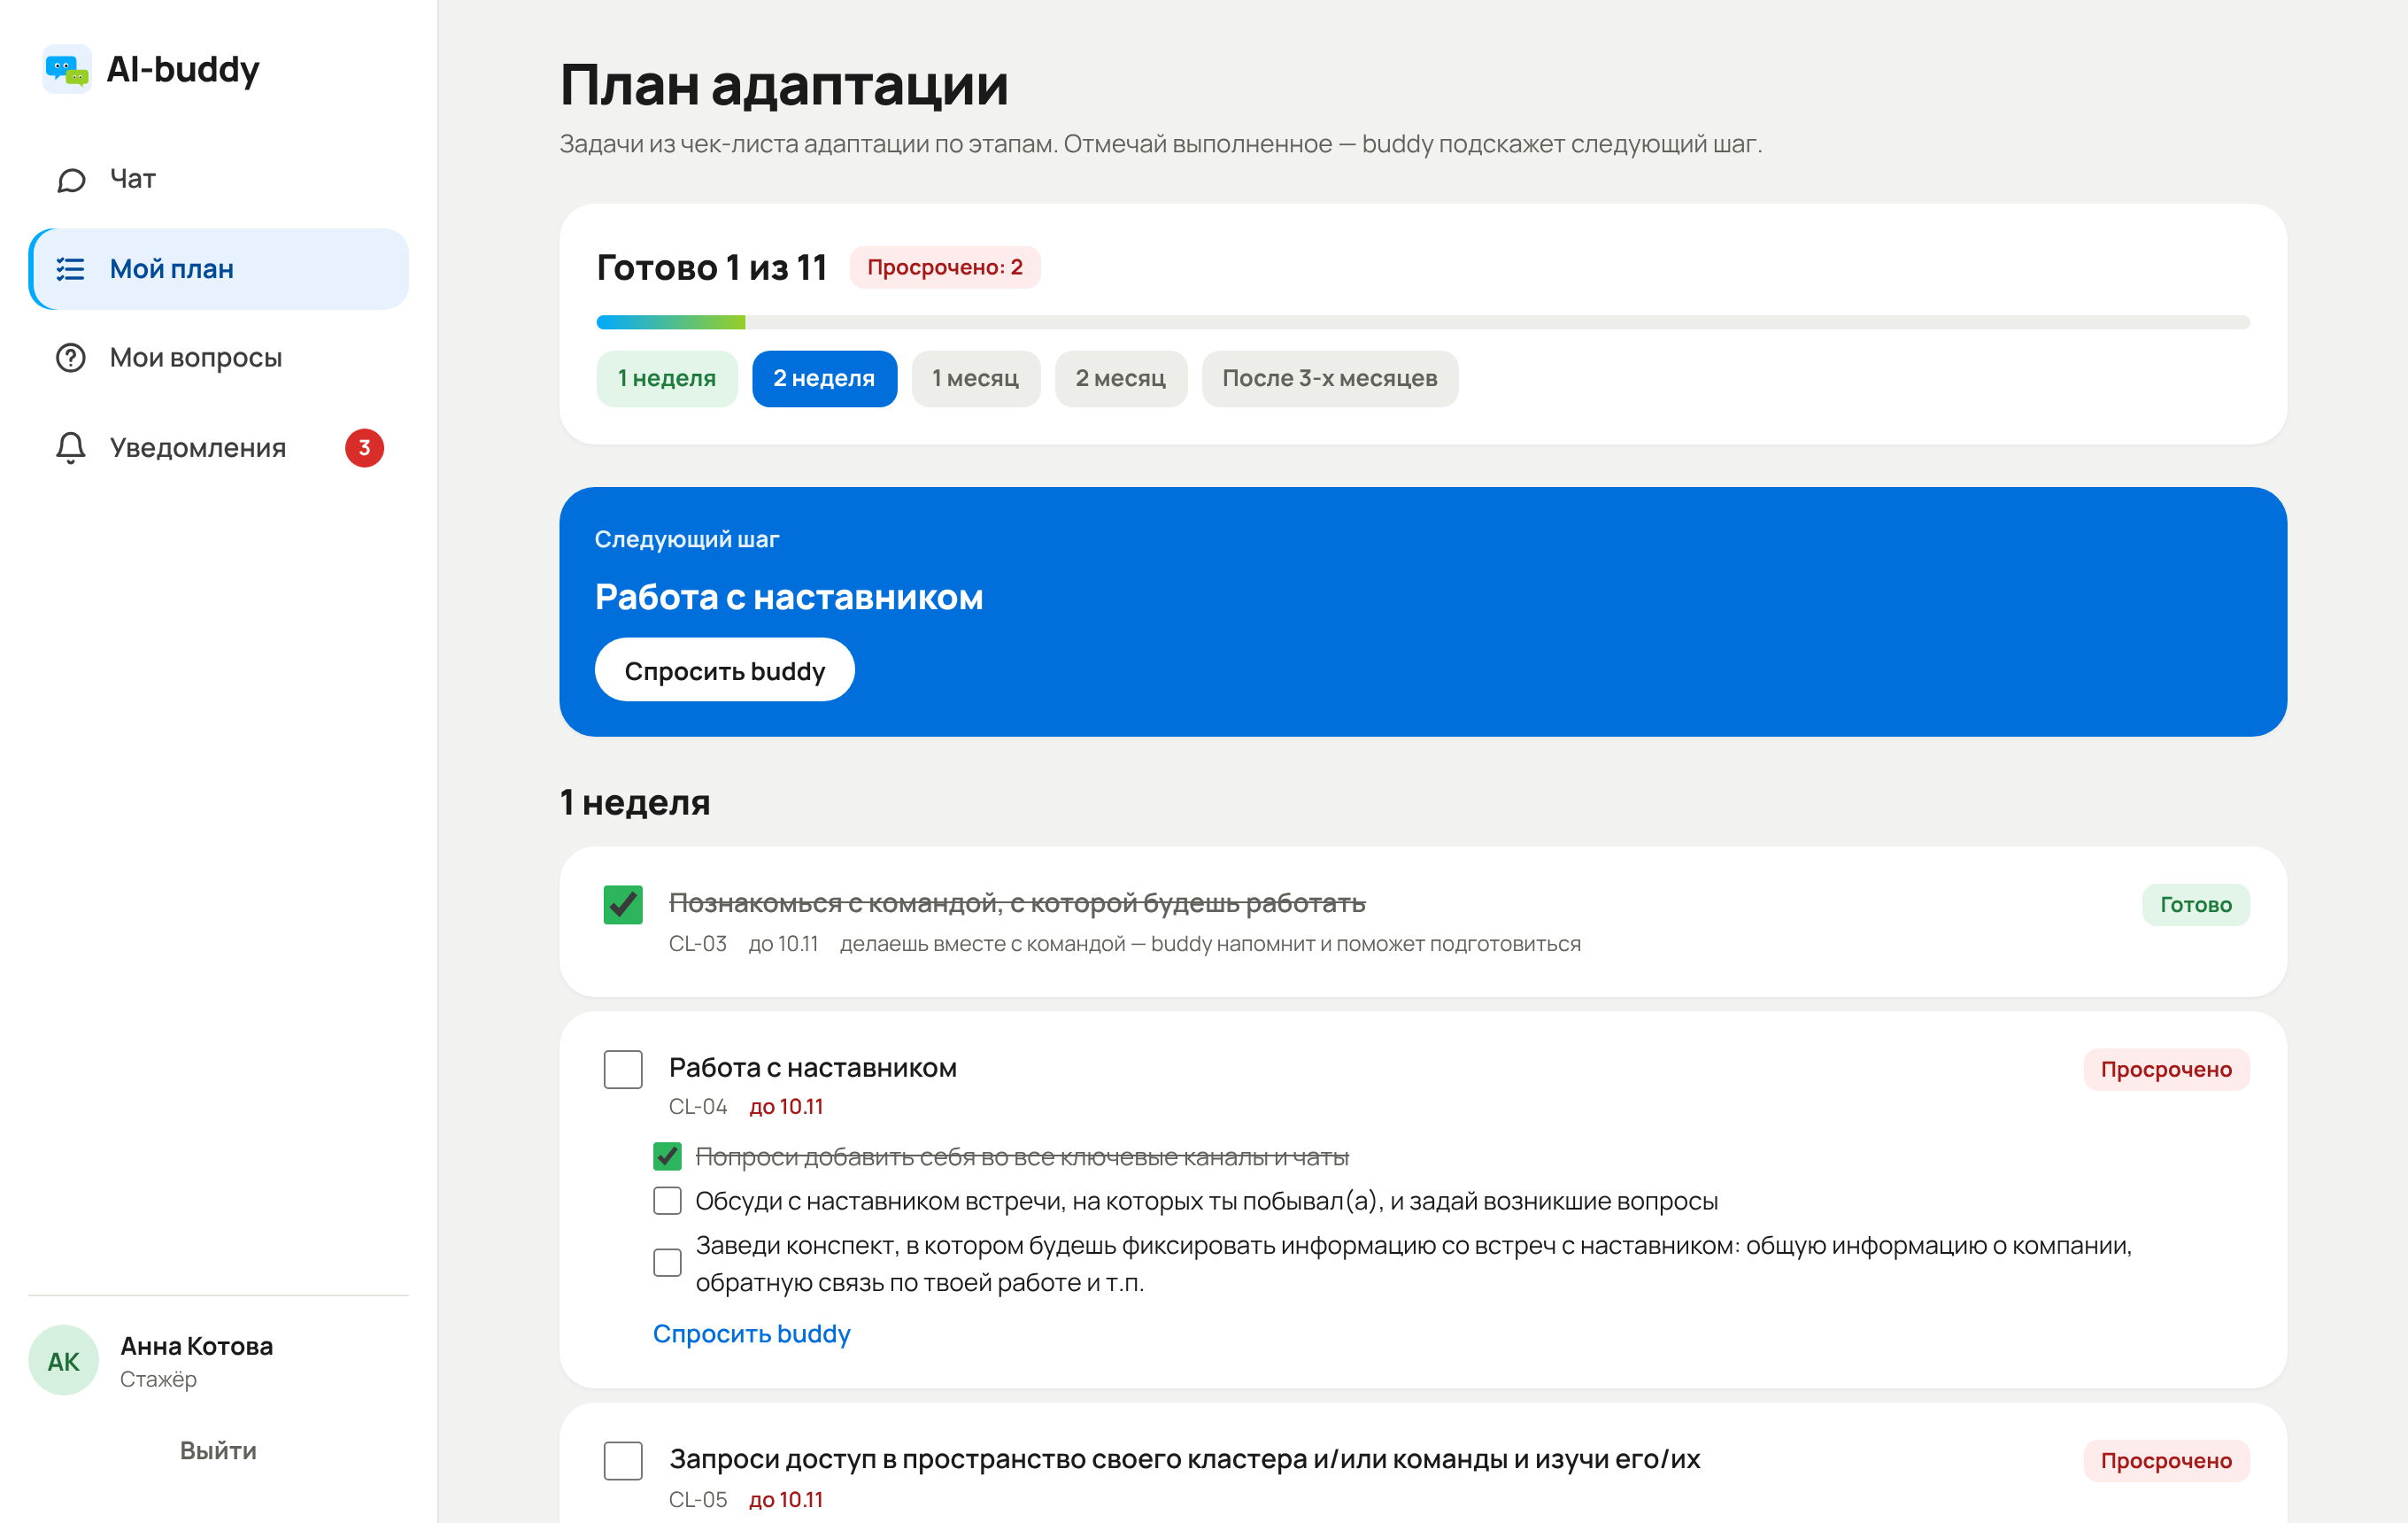 AI-buddy
Чат
Мой план
Мои вопросы
Уведомления 3
АК
Анна Котова
Стажёр
Выйти
План адаптации
Задачи из чек-листа адаптации по этапам. Отмечай выполненное — buddy подскажет следующий шаг.
Готово 1 из 11 Просрочено: 2
1 неделя 2 неделя 1 месяц 2 месяц После 3-х месяцев
Следующий шаг
Работа с наставником
Спросить buddy
1 неделя
Познакомься с командой, с которой будешь работать Готово
CL-03 до 10.11 делаешь вместе с командой — buddy напомнит и поможет подготовиться
Работа с наставником Просрочено
CL-04 до 10.11
Попроси добавить себя во все ключевые каналы и чаты
Обсуди с наставником встречи, на которых ты побывал(а), и задай возникшие вопросы
Заведи конспект, в котором будешь фиксировать информацию со встреч с наставником: общую информацию о компании,
обратную связь по твоей работе и т.п.
Спросить buddy
Запроси доступ в пространство своего кластера и/или команды и изучи его/их Просрочено
CL-05 до 10.11